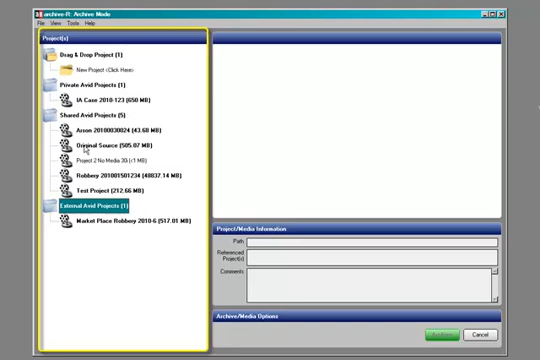 archive-R: Archive Mode
File View Tools Help
Project(s)
Drag & Drop Project (1)
New Project <Click Here>
Private Avid Projects (1)
IA Case 2010-123 (650 MB)
Shared Avid Projects (5)
Arson 20100030024 (43.68 MB)
Original Source (505.07 MB)
Project 2 No Media 30i (<1 MB)
Robbery 201001501234 (48837.14 MB)
Test Project (212.66 MB)
External Avid Projects (1)
Market Place Robbery 2010-6 (517.01 MB)
Project/Media Information
Path
Referenced
Project(s)
Comments
Archive/Media Options
Archive
Cancel